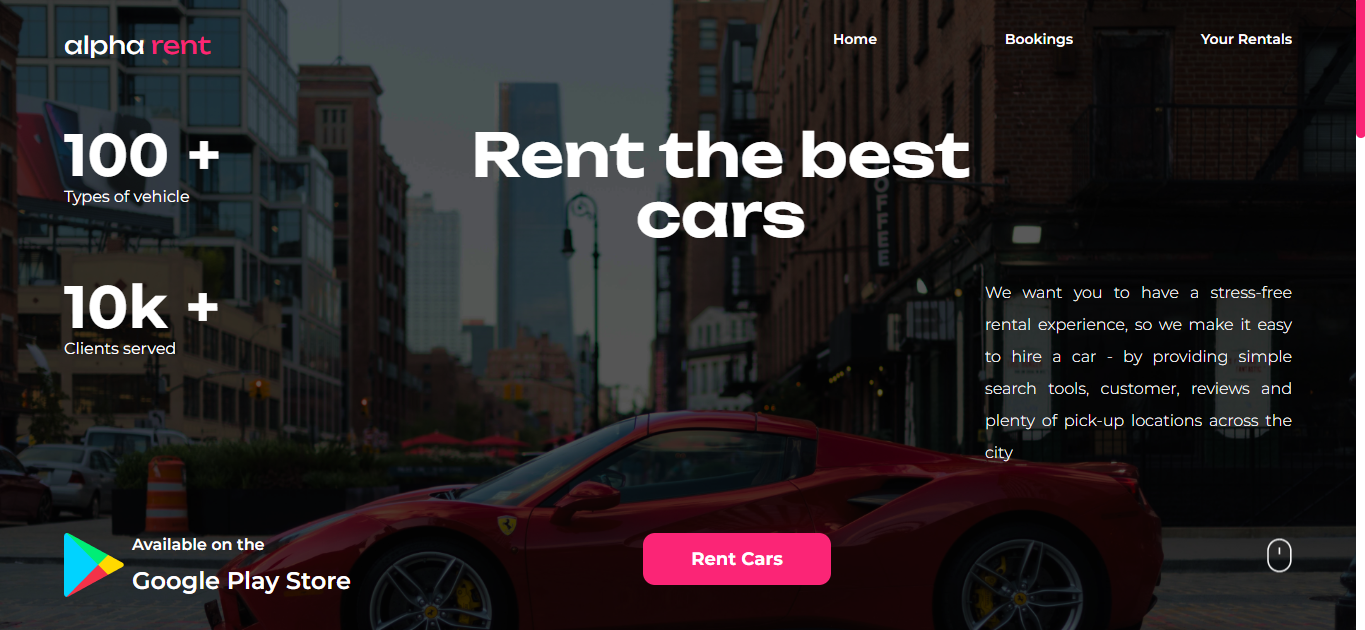 alpha rent
Home
Bookings
Your Rentals
100 +
Types of vehicle
Rent the best
cars
COFFEE
10k +
Clients served
We want you to have a stress-free
rental experience, so we make it easy
to hire a car - by providing simple
search tools, customer, reviews and
plenty of pick-up locations across the
city
Available on the
Google Play Store
Rent Cars